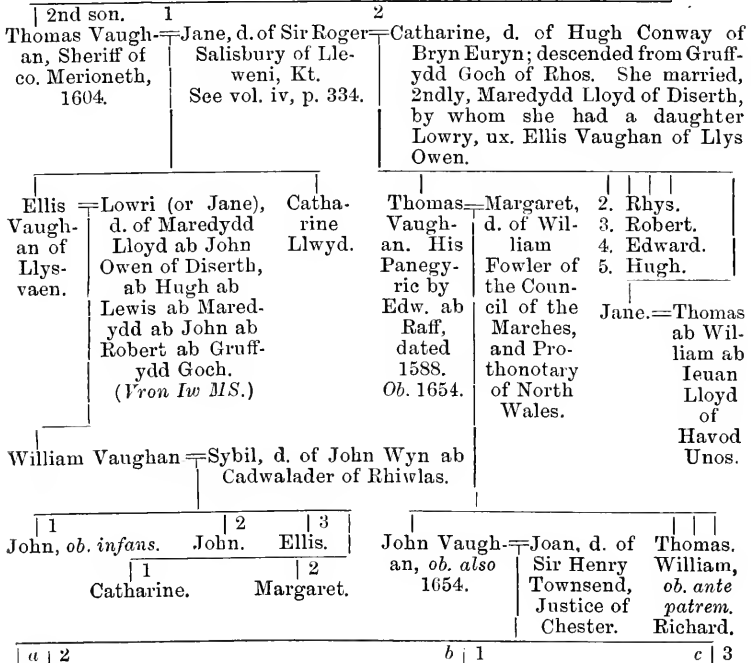 2nd son. 1 2
Thomas Vaugh-
an, Sheriff of
co. Merioneth,
1604.
Jane, d. of Sir Roger
Salisbury of Lle-
weni, Kt.
See vol. iv, p. 334.
Catharine, d. of Hugh Conway of
Bryn Euryn; descended from Gruff-
ydd Goch of Rhos. She married,
2ndly, Maredydd Lloyd of Diserth,
by whom she had a daughter
Lowry, ux. Ellis Vaughan of Llys
Owen.
Ellis
Vaugh-
an of
Llys-
vaen.
Lowri (or Jane),
d. of Maredydd
Lloyd ab John
Owen of Diserth,
ab Hugh ab
Lewis ab Mared-
ydd ab John ab
Robert ab Gruff-
ydd Goch.
(Vron Iw MS.)
Catha-
rine
Llwyd.
Thomas
Vaugh-
an. His
Panegy-
ric by
Edw. ab
Raff,
dated
1588.
Ob. 1654.
Margaret,
d. of Wil-
liam
Fowler of
the Coun-
cil of the
Marches,
and Pro-
thonotary
of North
Wales.
2. Rhys.
3. Robert.
4. Edward.
5. Hugh.
Jane.=Thomas
ab Wil-
liam ab
Ieuan
Lloyd
of
Havod
Unos.
William Vaughan
Sybil, d. of John Wyn ab
Cadwalader of Rhiwlas.
1 2 3
John, ob. infans. John. Ellis.
1 2
Catharine. Margaret.
John Vaugh-
an, ob. also
1654.
Joan, d. of
Sir Henry
Townsend,
Justice of
Chester.
Thomas.
William,
ob. ante
patrem.
Richard.
a | 2 b | 1 c | 3